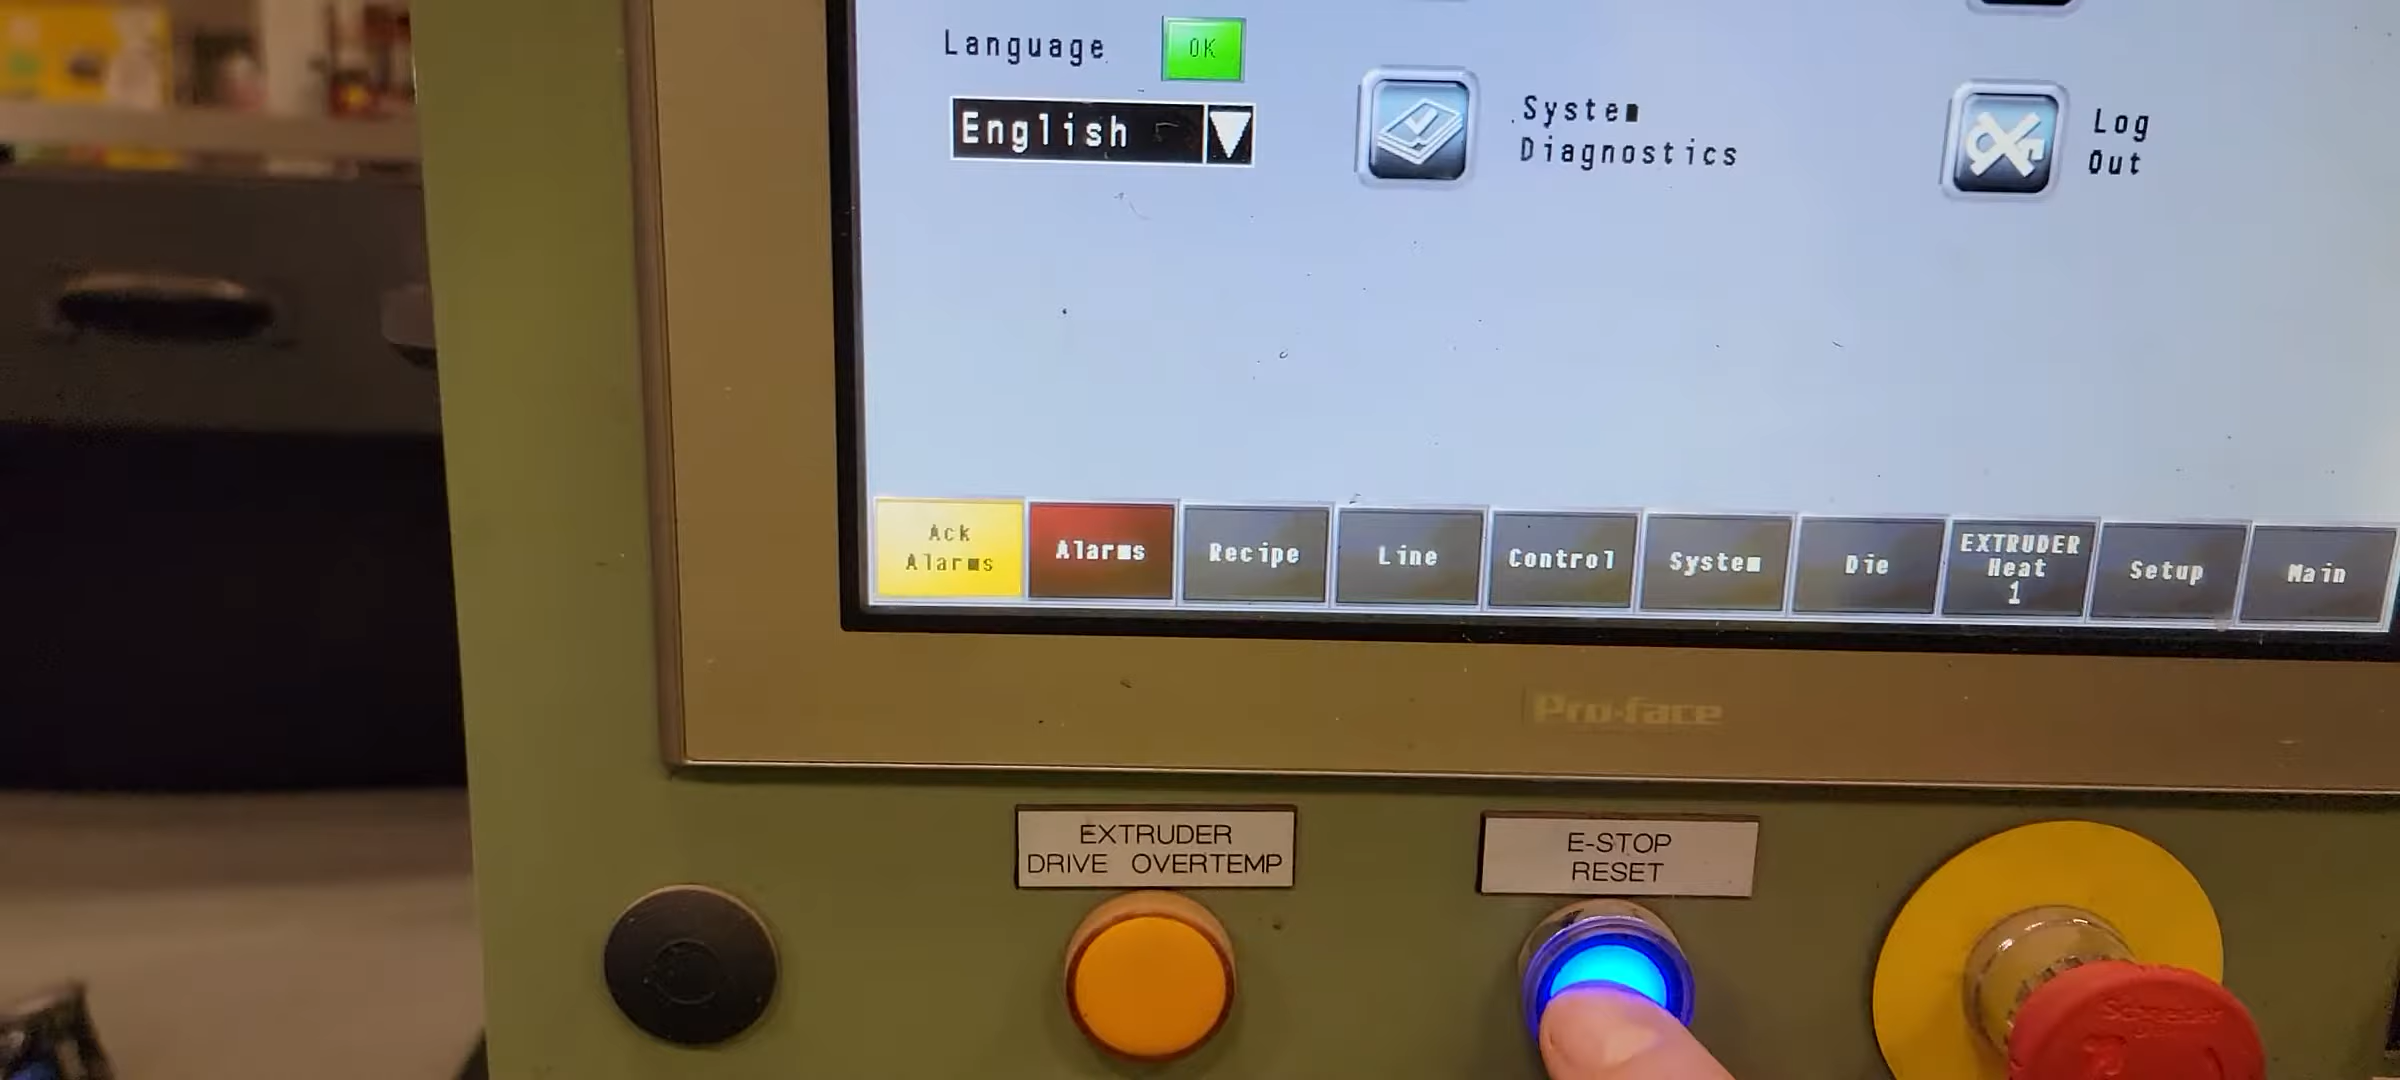 Language
OK
English
System
Diagnostics
Log
Out
Ack
Alarms
Alarms
Recipe
Line
Control
System
Die
EXTRUDER
Heat
1
Setup
Main
Pro-face
EXTRUDER
DRIVE OVERTEMP
E-STOP
RESET
Schneider